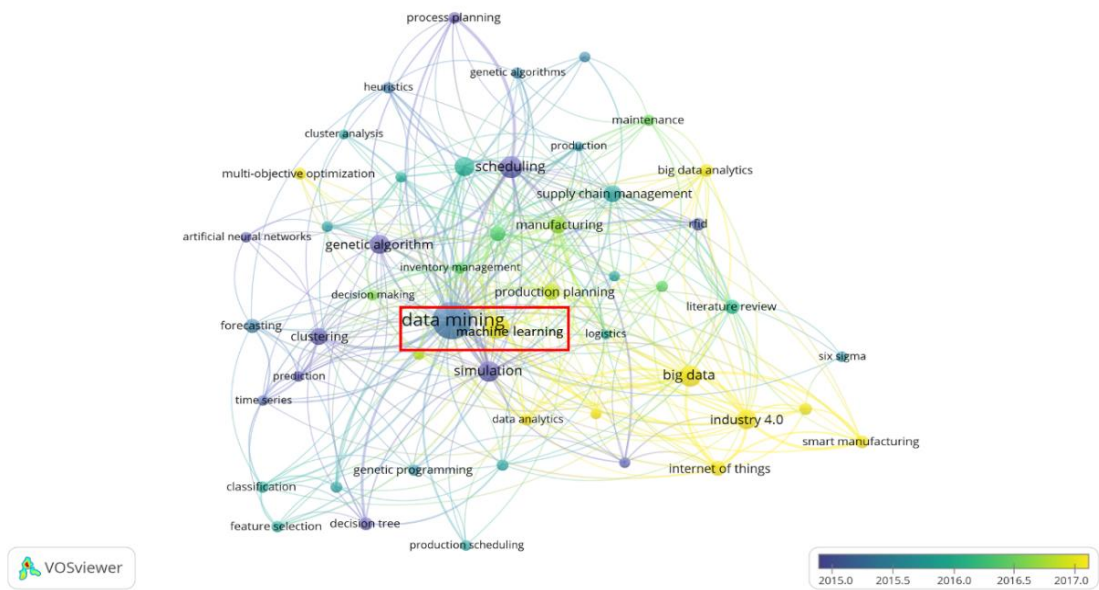 process planning
genetic algorithms
heuristics
maintenance
cluster analysis
production
scheduling
big data analytics
multi-objective optimization
supply chain management
manufacturing
rfid
artificial neural networks
genetic algorithm
inventory management
decision making
production planning
literature review
data mining
machine learning
forecasting
clustering
logistics
six sigma
simulation
prediction
big data
time series
data analytics
industry 4.0
smart manufacturing
genetic programming
internet of things
classification
feature selection
decision tree
production scheduling
VOSviewer
2015.0 2015.5 2016.0 2016.5 2017.0